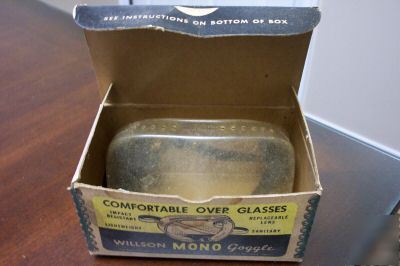 SEE INSTRUCTIONS ON BOTTOM OF BOX
COMFORTABLE OVER GLASSES
IMPACT
RESISTANT
LIGHTWEIGHT
REPLACEABLE
LENS
SANITARY
WILLSON MONO Goggle